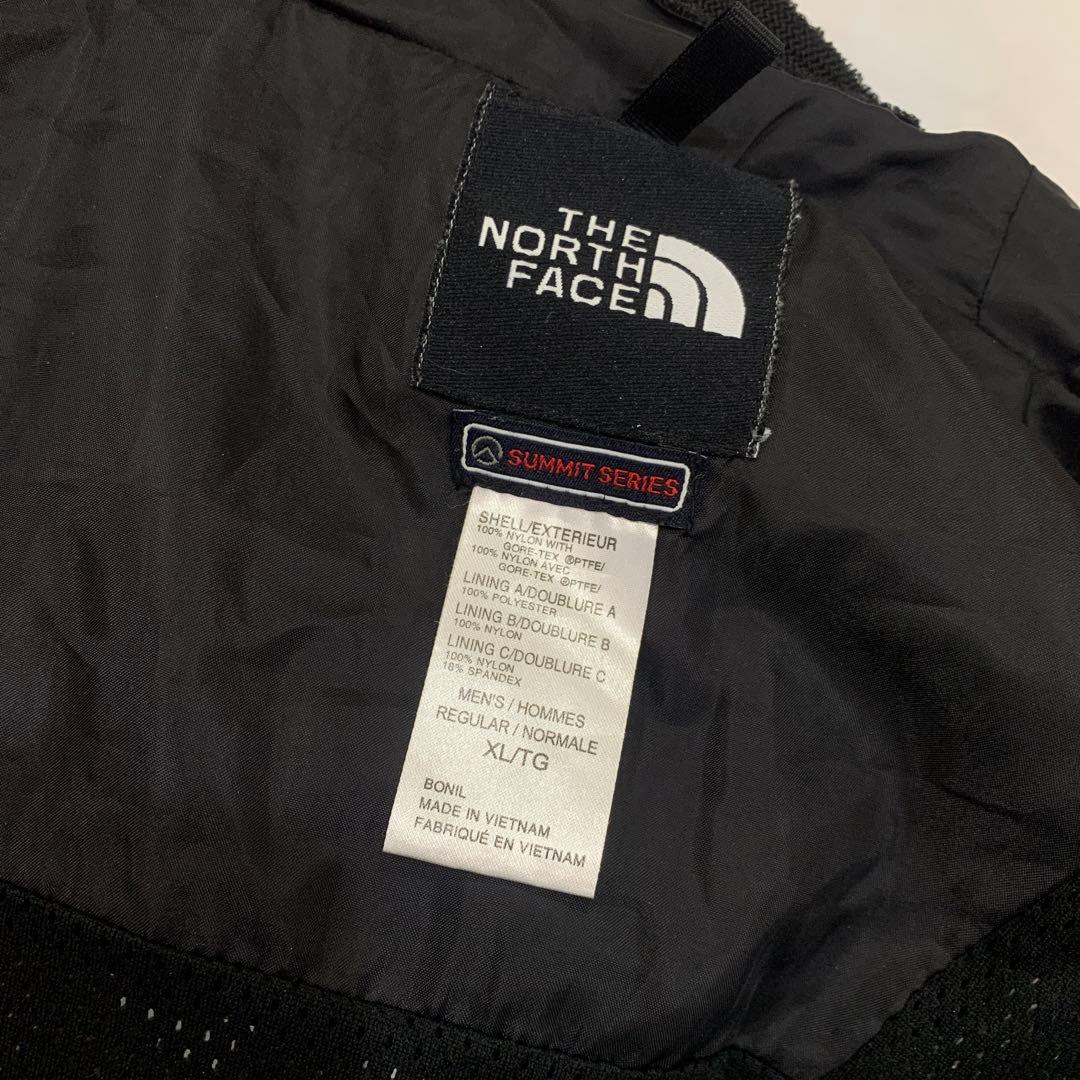 THE
NORTH
FACE
SUMMIT SERIES
SHELL/EXTERIEUR
100% NYLON WITH
GORE-TEX ®PTFE/
100% NYLON AVEC
GORE-TEX ®PTFE/
LINING A/DOUBLURE A
100% POLYESTER
LINING B/DOUBLURE B
100% NYLON
LINING C/DOUBLURE C
100% NYLON
18% SPANDEX
MEN'S / HOMMES
REGULAR / NORMALE
XL/TG
BONIL
MADE IN VIETNAM
FABRIQUÉ EN VIETNAM